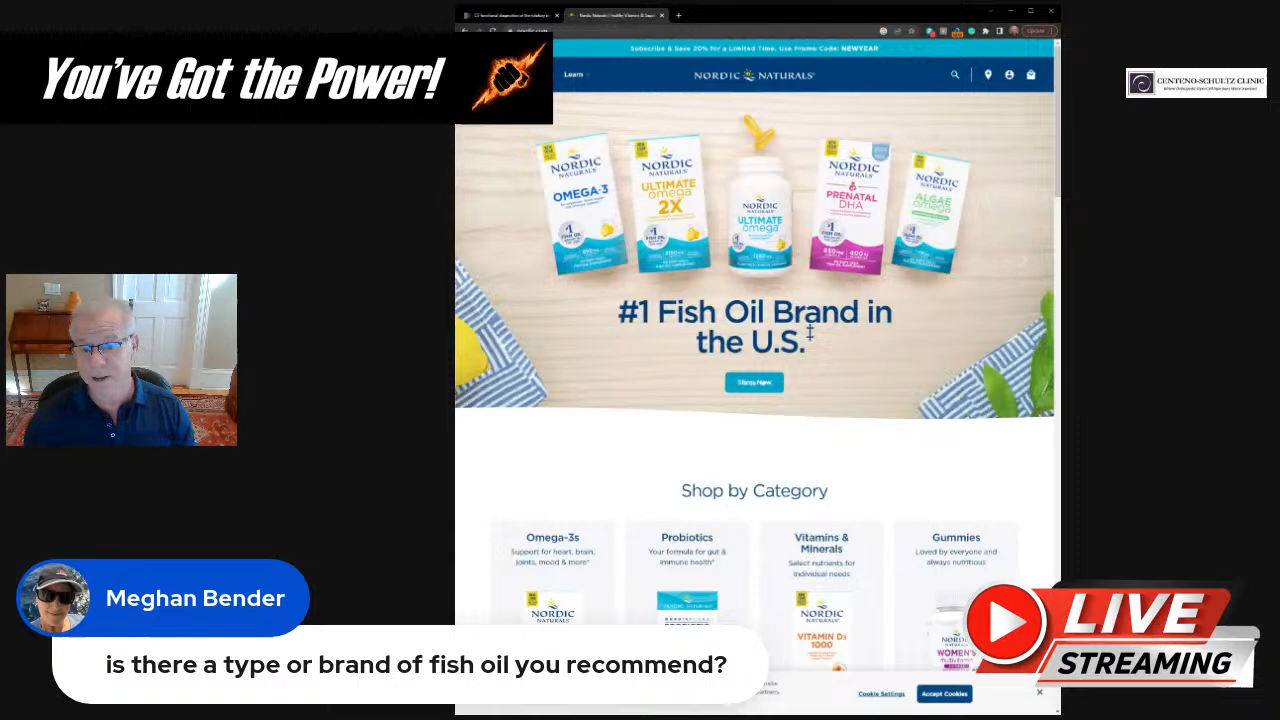 You've Got the Power!
Subscribe & Save 20% for a Limited Time. Use Promo Code: NEWYEAR
Learn
NORDIC NATURALS
CENTENO-SCHULTZ CLINIC
NORDIC
NATURALS
OMEGA-3
NORDIC
NATURALS
ULTIMATE
omega
2X
NORDIC
NATURALS
ULTIMATE
omega
NORDIC
NATURALS
PRENATAL
DHA
NORDIC
NATURALS
ALGAE
omega
#1 Fish Oil Brand in
the U.S.‡
Shop Now
Shop by Category
Omega-3s
Support for heart, brain,
joints, mood & more*
Probiotics
Your formula for gut &
immune health*
Vitamins &
Minerals
Select nutrients for
individual needs
Gummies
Loved by everyone and
always nutritious
NORDIC
NATURALS
NORDIC
VITAMIN D3
1000
WOMEN'S
Cookie Settings
Accept Cookies
Meghan Bender
is there a type or brand of fish oil you recommend?
LIVE
STREAMING